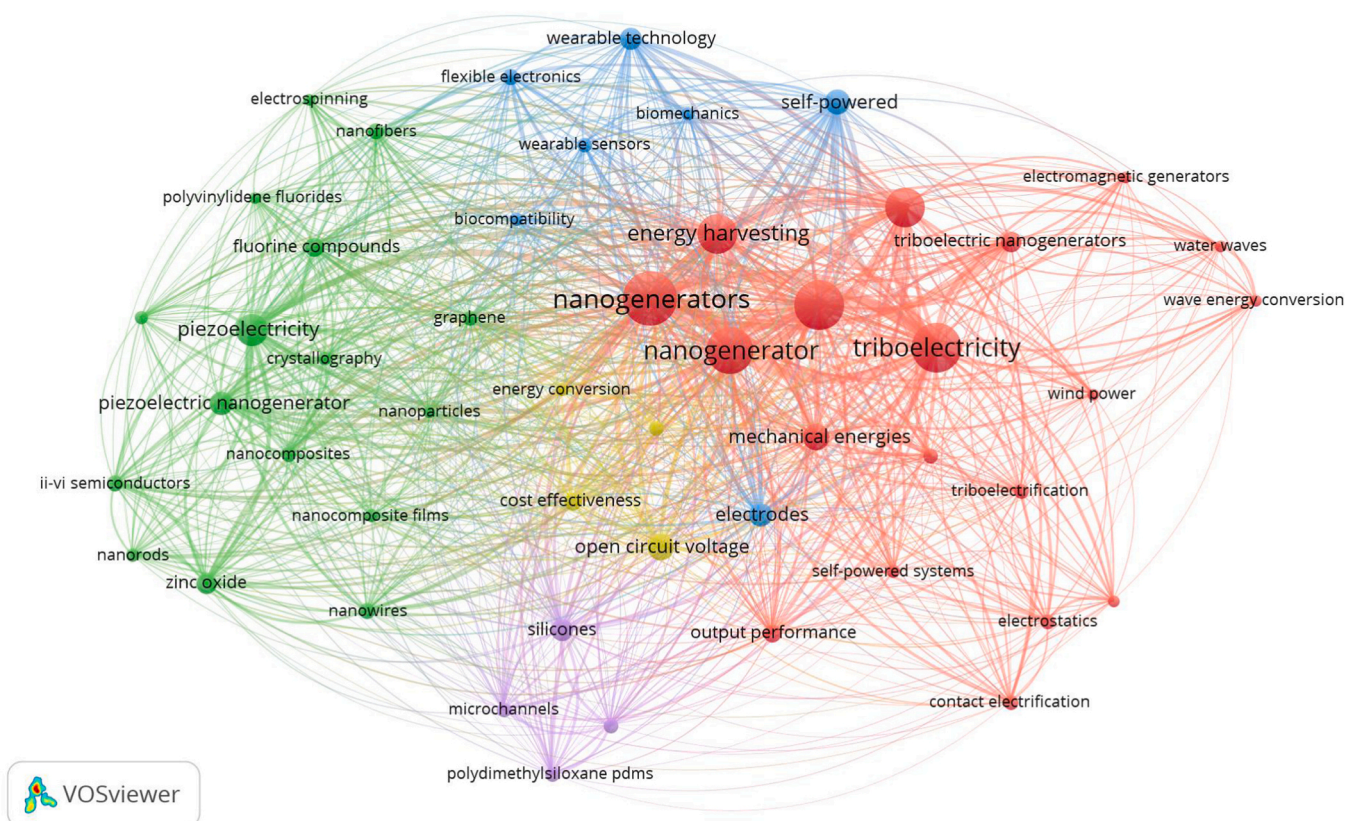 wearable technology
flexible electronics
electrospinning
self-powered
biomechanics
nanofibers
wearable sensors
electromagnetic generators
polyvinylidene fluorides
biocompatibility
energy harvesting
triboelectric nanogenerators
fluorine compounds
water waves
nanogenerators
wave energy conversion
graphene
piezoelectricity
nanogenerator
triboelectricity
crystallography
energy conversion
wind power
piezoelectric nanogenerator
nanoparticles
mechanical energies
nanocomposites
ii-vi semiconductors
triboelectrification
cost effectiveness
nanocomposite films
electrodes
open circuit voltage
nanorods
self-powered systems
zinc oxide
nanowires
electrostatics
silicones
output performance
contact electrification
microchannels
polydimethylsiloxane pdms
VOSviewer